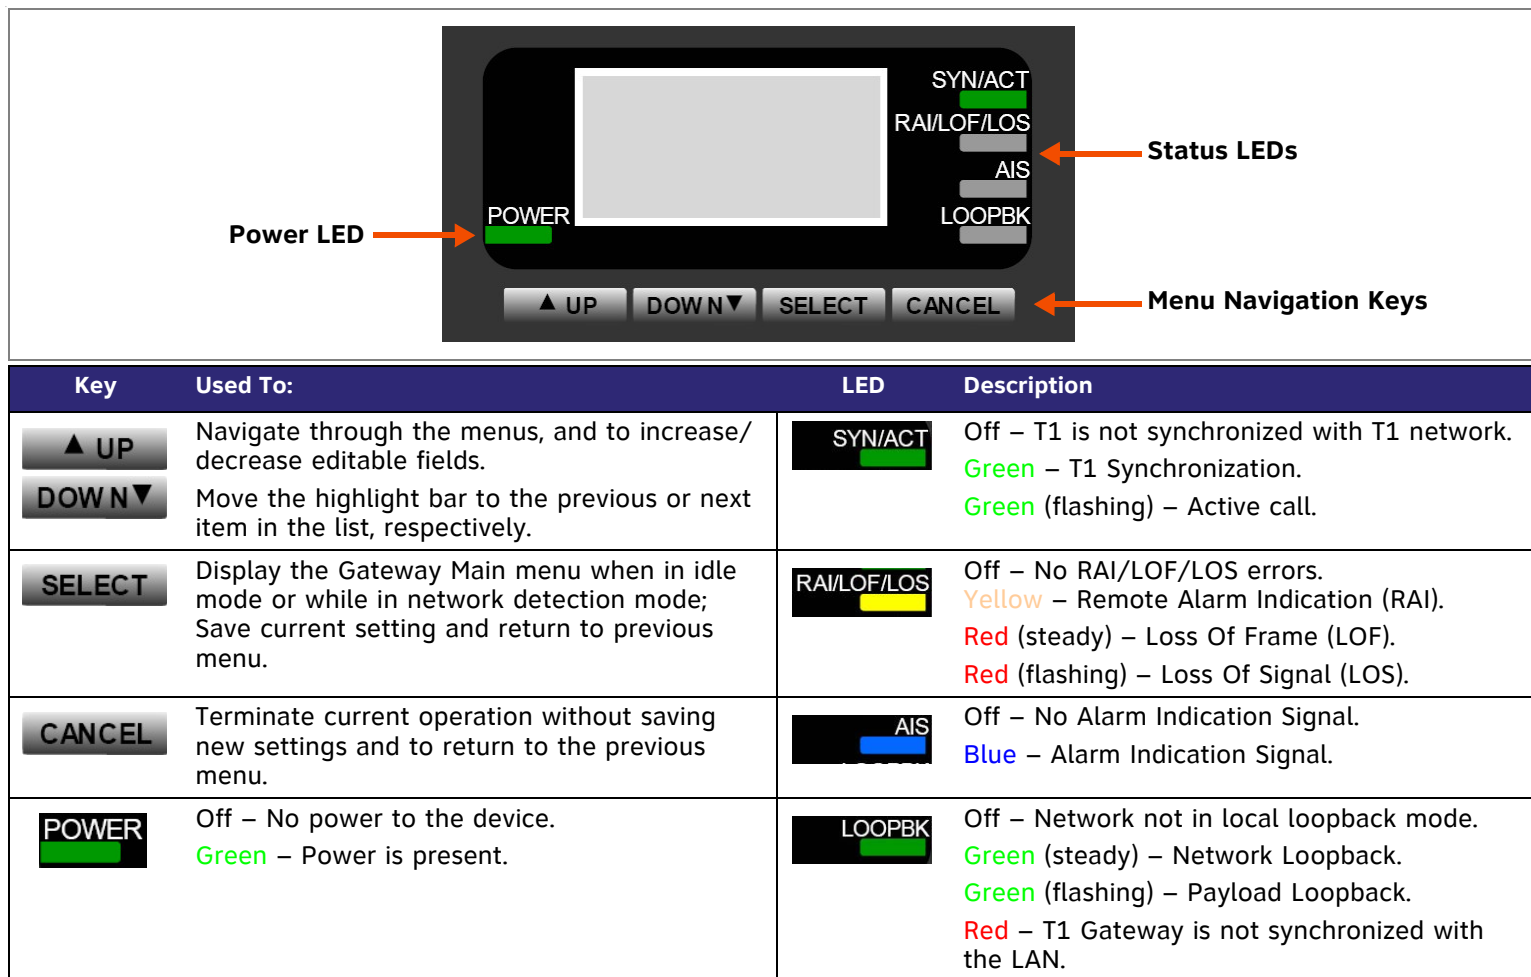 SYN/ACT
RAI/LOF/LOS
AIS
LOOPBK
Status LEDs
POWER
Power LED
▲ UP
DOWN▼
SELECT
CANCEL
Menu Navigation Keys
Key Used To: LED Description
▲ UP
DOWN▼
Navigate through the menus, and to increase/
decrease editable fields.
Move the highlight bar to the previous or next
item in the list, respectively.
SYN/ACT
Off – T1 is not synchronized with T1 network.
Green – T1 Synchronization.
Green (flashing) – Active call.
SELECT
Display the Gateway Main menu when in idle
mode or while in network detection mode;
Save current setting and return to previous
menu.
RAI/LOF/LOS
Off – No RAI/LOF/LOS errors.
Yellow – Remote Alarm Indication (RAI).
Red (steady) – Loss Of Frame (LOF).
Red (flashing) – Loss Of Signal (LOS).
CANCEL
Terminate current operation without saving
new settings and to return to the previous
menu.
AIS
Off – No Alarm Indication Signal.
Blue – Alarm Indication Signal.
POWER
Off – No power to the device.
Green – Power is present.
LOOPBK
Off – Network not in local loopback mode.
Green (steady) – Network Loopback.
Green (flashing) – Payload Loopback.
Red – T1 Gateway is not synchronized with
the LAN.